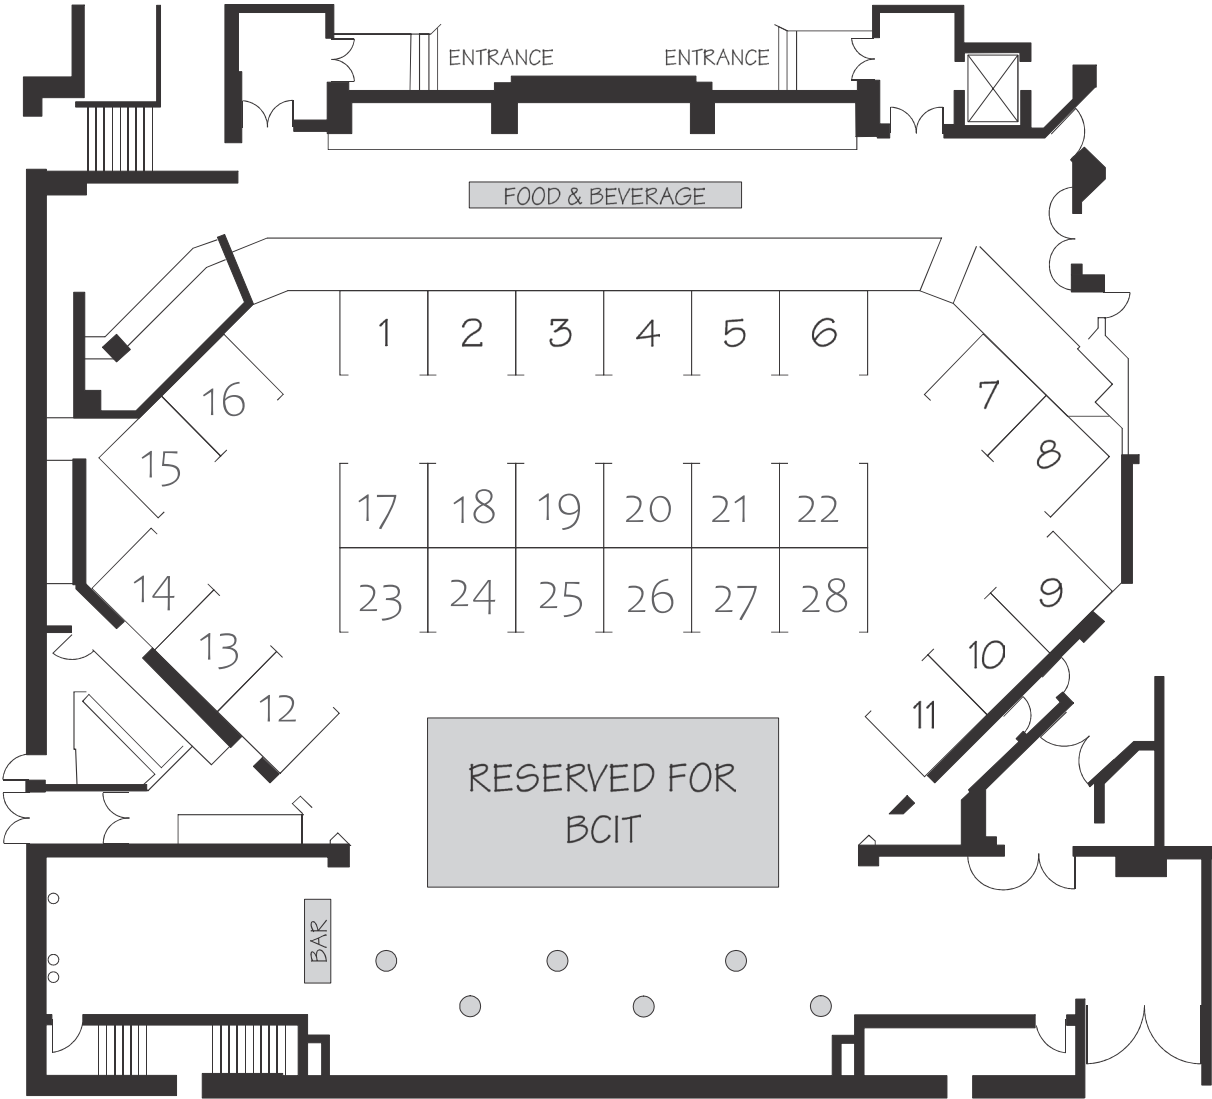 ENTRANCE ENTRANCE
FOOD & BEVERAGE
1 2 3 4 5 6
16 7
15 8
17 18 19 20 21 22
14 23 24 25 26 27 28 9
13 10
12 11
RESERVED FOR
BCIT
BAR